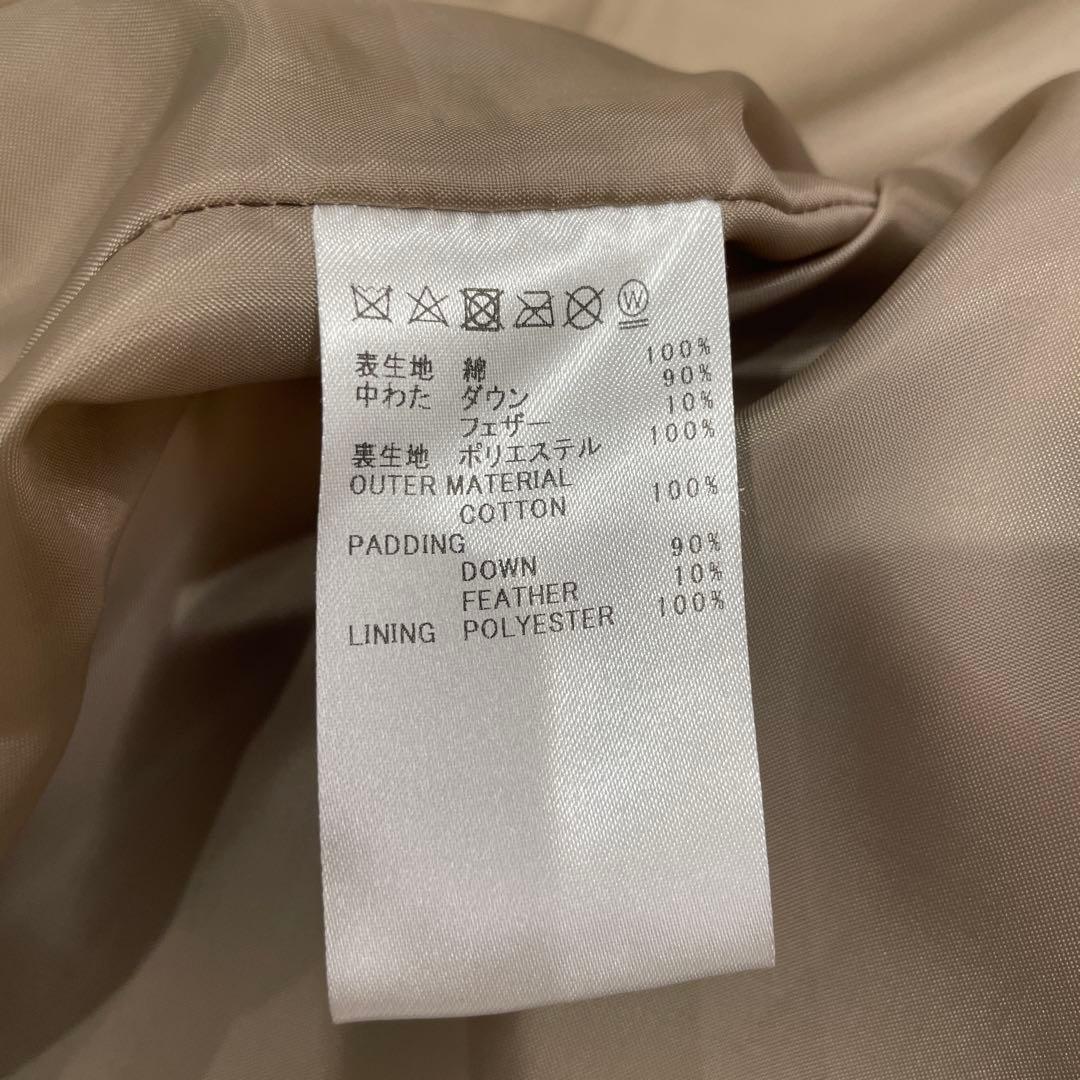 W
表生地 綿 100%
中わた ダウン 90%
フェザー 10%
裏生地 ポリエステル 100%
OUTER MATERIAL
COTTON 100%
PADDING
DOWN 90%
FEATHER 10%
LINING POLYESTER 100%